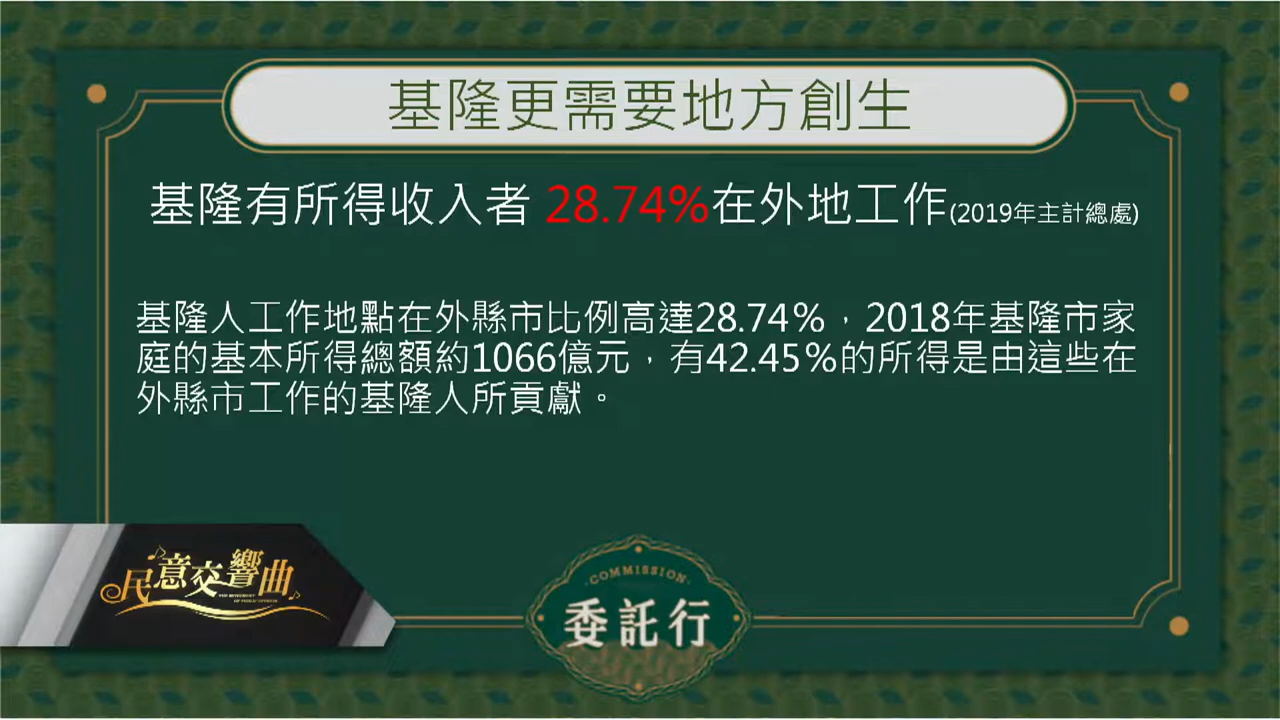 基隆更需要地方創生
基隆有所得收入者 28.74%在外地工作(2019年主計總處)
基隆人工作地點在外縣市比例高達28.74%，2018年基隆市家
庭的基本所得總額約1066億元，有42.45%的所得是由這些在
外縣市工作的基隆人所貢獻。
民意交響曲
COMMISSION
委託行